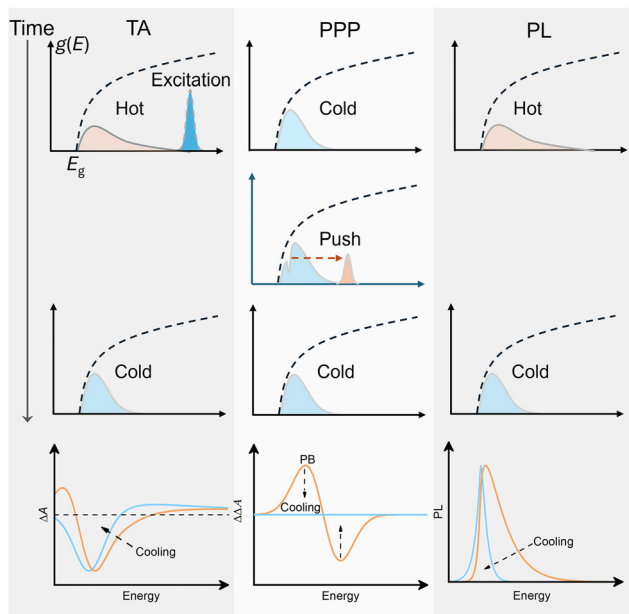 Time
TA
PPP
PL
g(E)
Excitation
Hot
Cold
Hot
E_g
Push
Cold
Cold
Cold
ΔA
Cooling
Energy
ΔΔA
PB
Cooling
Energy
PL
Cooling
Energy